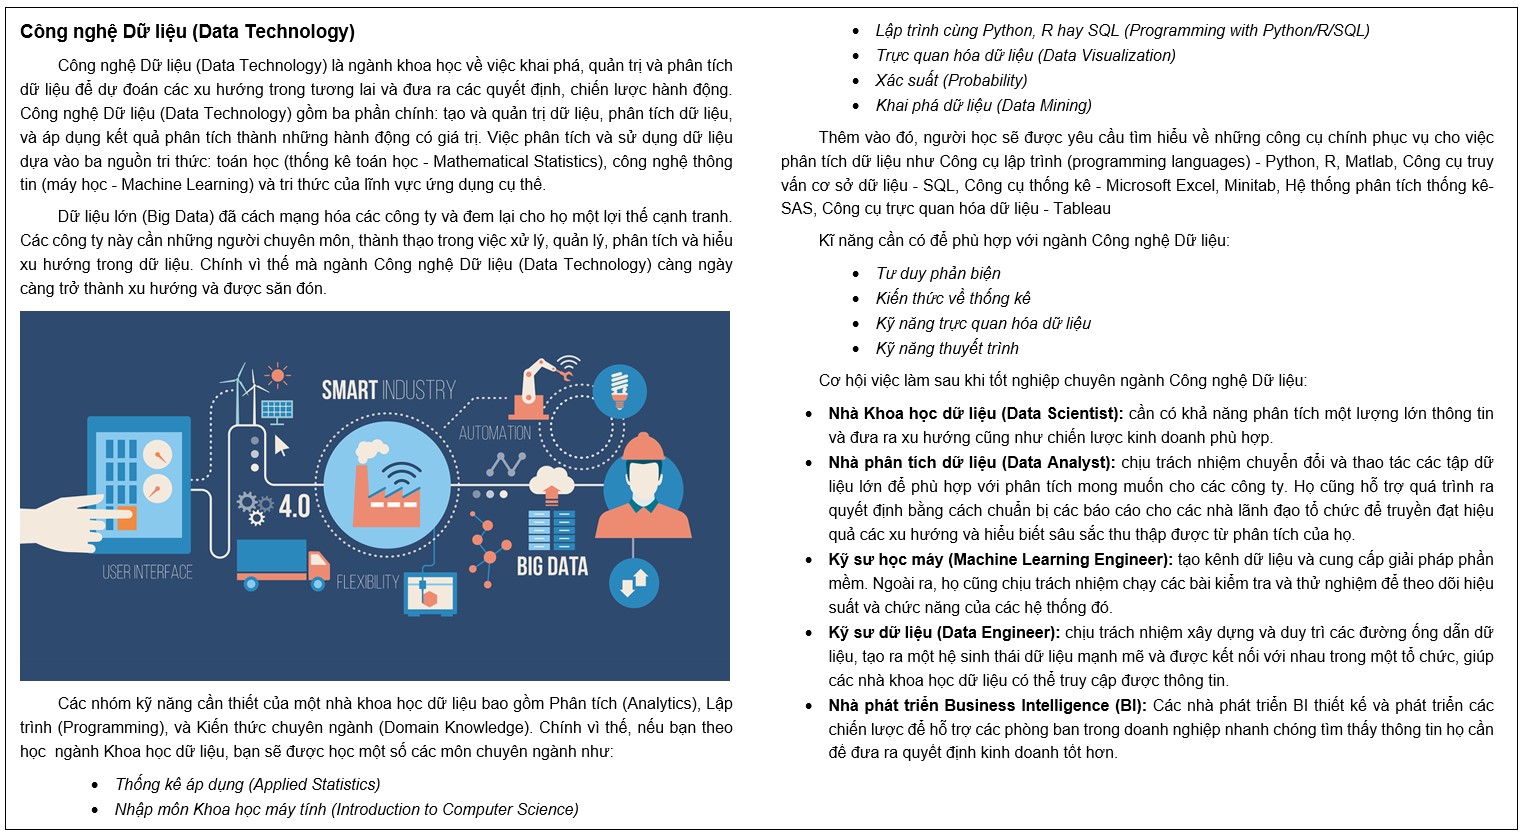 Công nghệ Dữ liệu (Data Technology)
Công nghệ Dữ liệu (Data Technology) là ngành khoa học về việc khai phá, quản trị và phân tích
dữ liệu để dự đoán các xu hướng trong tương lai và đưa ra các quyết định, chiến lược hành động.
Công nghệ Dữ liệu (Data Technology) gồm ba phần chính: tạo và quản trị dữ liệu, phân tích dữ liệu,
và áp dụng kết quả phân tích thành những hành động có giá trị. Việc phân tích và sử dụng dữ liệu
dựa vào ba nguồn tri thức: toán học (thống kê toán học - Mathematical Statistics), công nghệ thông
tin (máy học - Machine Learning) và tri thức của lĩnh vực ứng dụng cụ thể.
Dữ liệu lớn (Big Data) đã cách mạng hóa các công ty và đem lại cho họ một lợi thế cạnh tranh.
Các công ty này cần những người chuyên môn, thành thạo trong việc xử lý, quản lý, phân tích và hiểu
xu hướng trong dữ liệu. Chính vì thế mà ngành Công nghệ Dữ liệu (Data Technology) càng ngày
càng trở thành xu hướng và được săn đón.
SMART INDUSTRY
AUTOMATION
4.0
USER INTERFACE
FLEXIBILITY
BIG DATA
Các nhóm kỹ năng cần thiết của một nhà khoa học dữ liệu bao gồm Phân tích (Analytics), Lập
trình (Programming), và Kiến thức chuyên ngành (Domain Knowledge). Chính vì thế, nếu bạn theo
học ngành Khoa học dữ liệu, bạn sẽ được học một số các môn chuyên ngành như:
• Thống kê áp dụng (Applied Statistics)
• Nhập môn Khoa học máy tính (Introduction to Computer Science)
• Lập trình cùng Python, R hay SQL (Programming with Python/R/SQL)
• Trực quan hóa dữ liệu (Data Visualization)
• Xác suất (Probability)
• Khai phá dữ liệu (Data Mining)
Thêm vào đó, người học sẽ được yêu cầu tìm hiểu về những công cụ chính phục vụ cho việc
phân tích dữ liệu như Công cụ lập trình (programming languages) - Python, R, Matlab, Công cụ truy
vấn cơ sở dữ liệu - SQL, Công cụ thống kê - Microsoft Excel, Minitab, Hệ thống phân tích thống kê-
SAS, Công cụ trực quan hóa dữ liệu - Tableau
Kĩ năng cần có để phù hợp với ngành Công nghệ Dữ liệu:
• Tư duy phản biện
• Kiến thức về thống kê
• Kỹ năng trực quan hóa dữ liệu
• Kỹ năng thuyết trình
Cơ hội việc làm sau khi tốt nghiệp chuyên ngành Công nghệ Dữ liệu:
• Nhà Khoa học dữ liệu (Data Scientist): cần có khả năng phân tích một lượng lớn thông tin
và đưa ra xu hướng cũng như chiến lược kinh doanh phù hợp.
• Nhà phân tích dữ liệu (Data Analyst): chịu trách nhiệm chuyển đổi và thao tác các tập dữ
liệu lớn để phù hợp với phân tích mong muốn cho các công ty. Họ cũng hỗ trợ quá trình ra
quyết định bằng cách chuẩn bị các báo cáo cho các nhà lãnh đạo tổ chức để truyền đạt hiệu
quả các xu hướng và hiểu biết sâu sắc thu thập được từ phân tích của họ.
• Kỹ sư học máy (Machine Learning Engineer): tạo kênh dữ liệu và cung cấp giải pháp phần
mềm. Ngoài ra, họ cũng chịu trách nhiệm chạy các bài kiểm tra và thử nghiệm để theo dõi hiệu
suất và chức năng của các hệ thống đó.
• Kỹ sư dữ liệu (Data Engineer): chịu trách nhiệm xây dựng và duy trì các đường ống dẫn dữ
liệu, tạo ra một hệ sinh thái dữ liệu mạnh mẽ và được kết nối với nhau trong một tổ chức, giúp
các nhà khoa học dữ liệu có thể truy cập được thông tin.
• Nhà phát triển Business Intelligence (BI): Các nhà phát triển BI thiết kế và phát triển các
chiến lược để hỗ trợ các phòng ban trong doanh nghiệp nhanh chóng tìm thấy thông tin họ cần
để đưa ra quyết định kinh doanh tốt hơn.